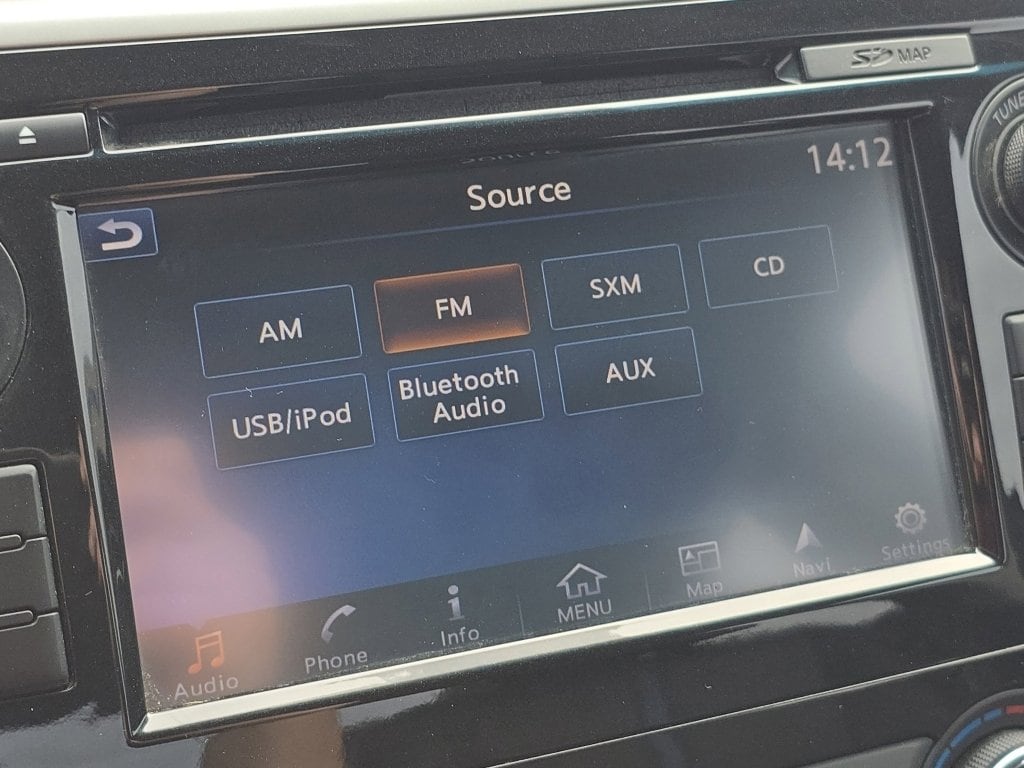 SD MAP
TUNE
14:12
Source
AM
FM
SXM
CD
USB/iPod
Bluetooth
Audio
AUX
Audio
Phone
Info
MENU
Map
Navi
Settings